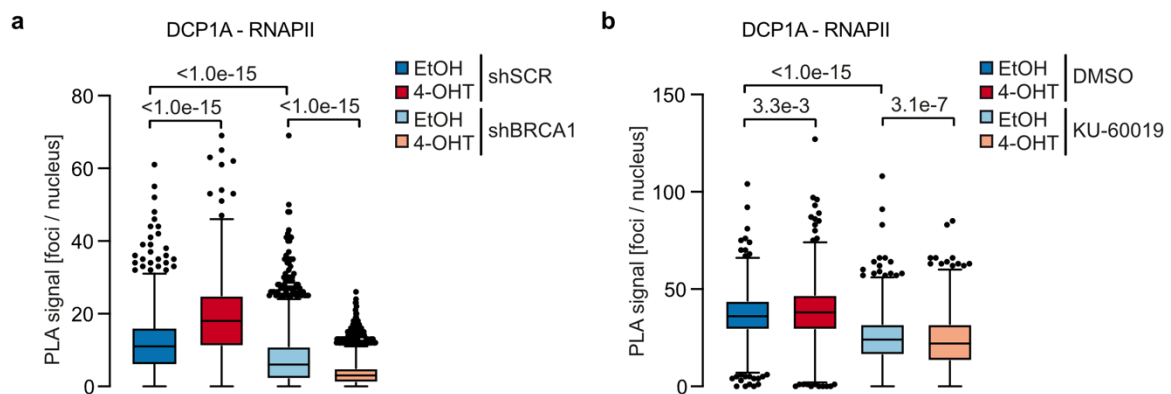 a
DCP1A - RNAPII
EtOH
4-OHT
shSCR
EtOH
4-OHT
shBRCA1
<1.0e-15
<1.0e-15
<1.0e-15
PLA signal [foci / nucleus]
80
60
40
20
0
b
DCP1A - RNAPII
EtOH
4-OHT
DMSO
EtOH
4-OHT
KU-60019
<1.0e-15
3.3e-3
3.1e-7
PLA signal [foci / nucleus]
150
100
50
0